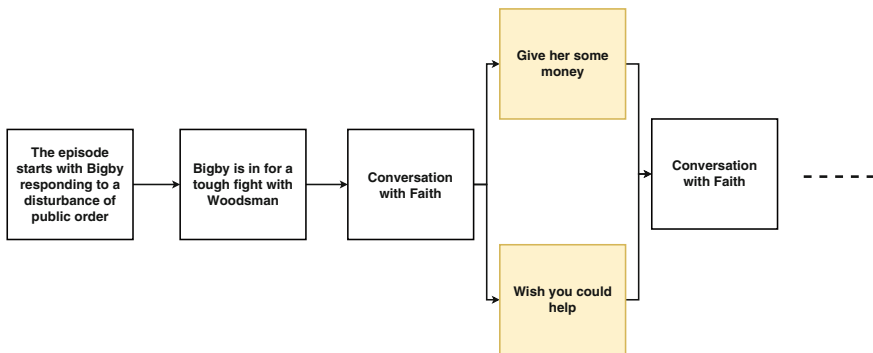 The episode
starts with Bigby
responding to a
disturbance of
public order
Bigby is in for a
tough fight with
Woodsman
Conversation
with Faith
Give her some
money
Wish you could
help
Conversation
with Faith